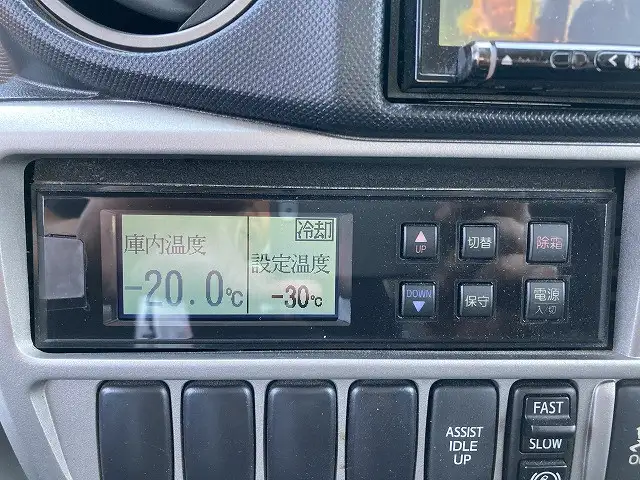 冷却
庫内温度
設定温度
-20.0℃
-30℃
UP
切替
除霜
DOWN
保守
電源
入 切
ASSIST
IDLE
UP
FAST
SLOW